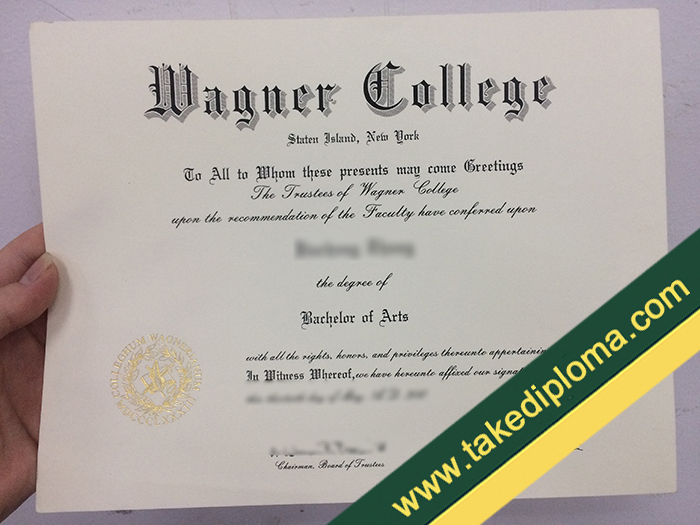 Wagner College
Staten Island, New York
To All to Whom these presents may come Greetings
The Trustees of Wagner College
upon the recommendation of the Faculty have conferred upon
the degree of
Bachelor of Arts
with all the rights, honors, and privileges thereunto appertainin
In Witness Whereof, we have hereunto affixed our signa
Chairman, Board of Trustees
www.takediploma.com